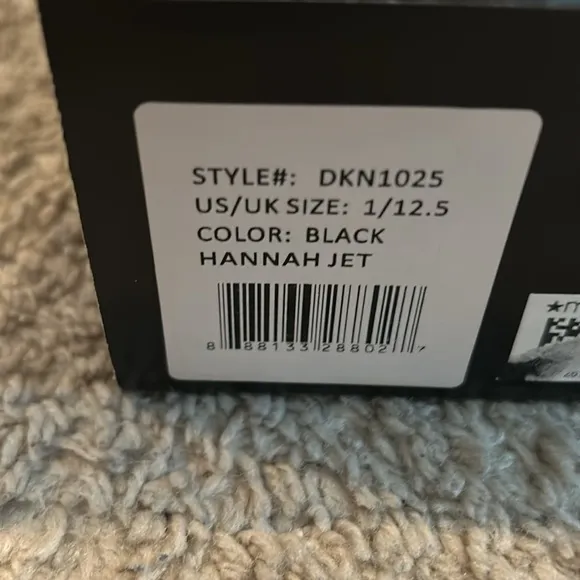 STYLE#: DKN1025
US/UK SIZE: 1/12.5
COLOR: BLACK
HANNAH JET
8 88133 28802 7
★m